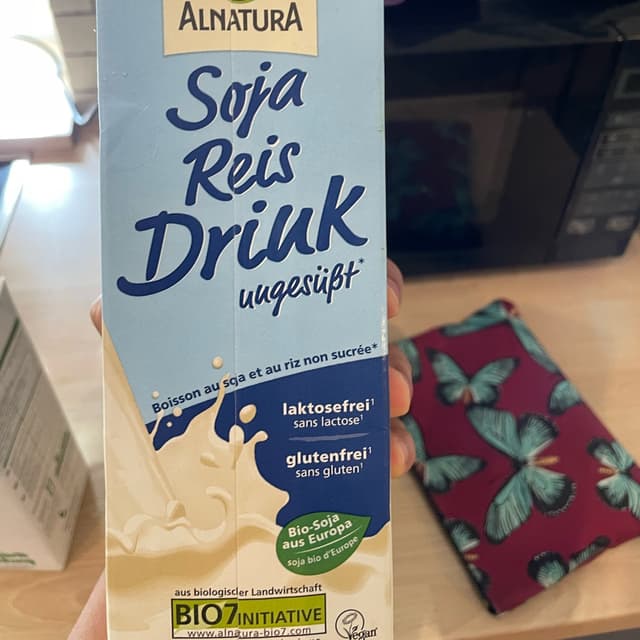 ALNATURA
Soja
Reis
Drink
ungesüßt*
Boisson au soja et au riz non sucrée*
laktosefrei¹
sans lactose¹
glutenfrei¹
sans gluten¹
Bio-Soja
aus Europa
soja bio d'Europe
aus biologischer Landwirtschaft
BIO7INITIATIVE
www.alnatura-bio7.com
Vegan